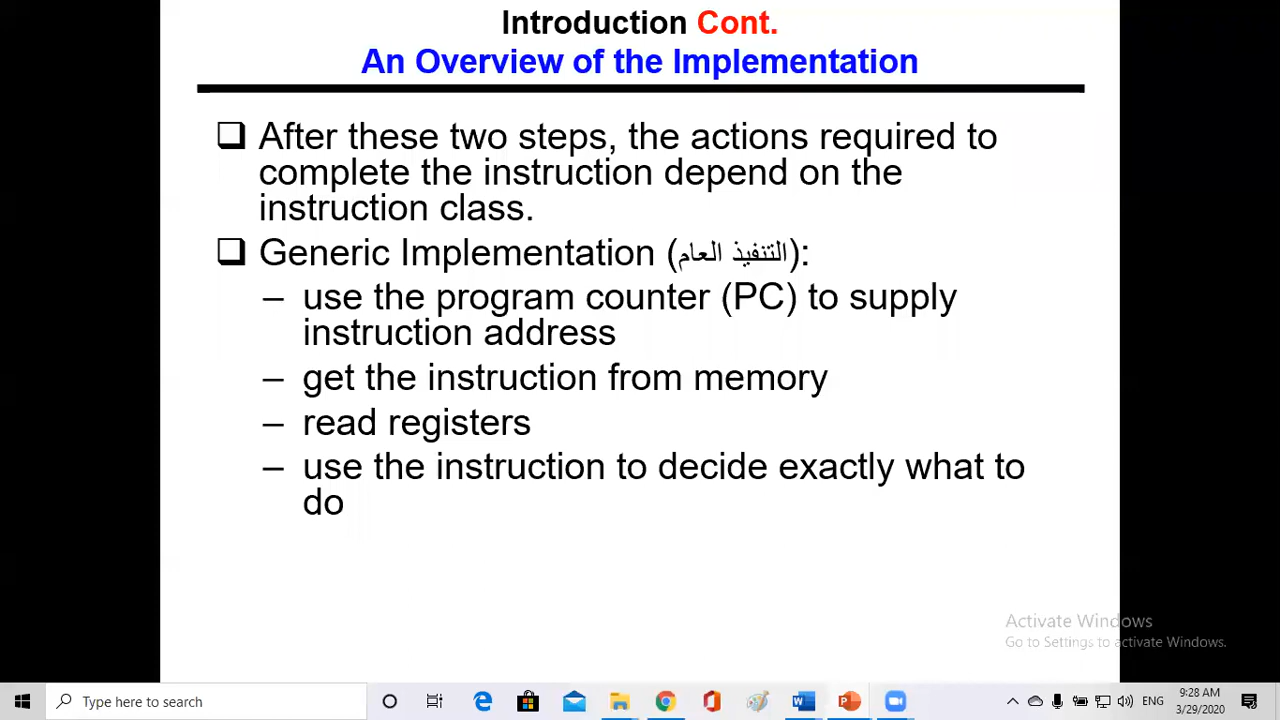 Introduction Cont.
An Overview of the Implementation
❑ After these two steps, the actions required to
complete the instruction depend on the
instruction class.
❑ Generic Implementation (التنفيذ العام):
– use the program counter (PC) to supply
instruction address
– get the instruction from memory
– read registers
– use the instruction to decide exactly what to
do
Activate Windows
Go to Settings to activate Windows.
Type here to search
ENG
9:28 AM
3/29/2020